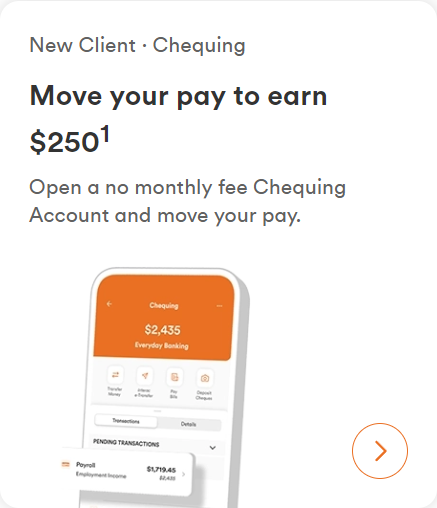 New Client · Chequing
Move your pay to earn
$250¹
Open a no monthly fee Chequing
Account and move your pay.
Chequing
$2,435
Everyday Banking
Transfer Money
Interac e-Transfer
Pay Bills
Deposit Cheques
Transactions
Details
PENDING TRANSACTIONS
Payroll
$1,719.45
Employment Income
$2,435